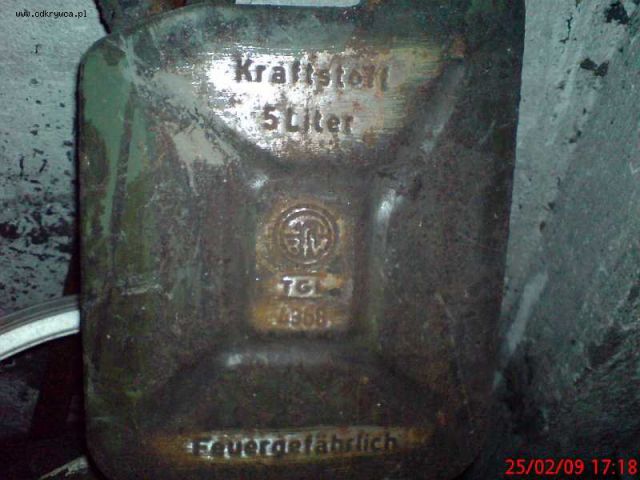 www.odkrywca.pl
Kraftstoff
5 Liter
TGL
Feuergefährlich
25/02/09 17:18